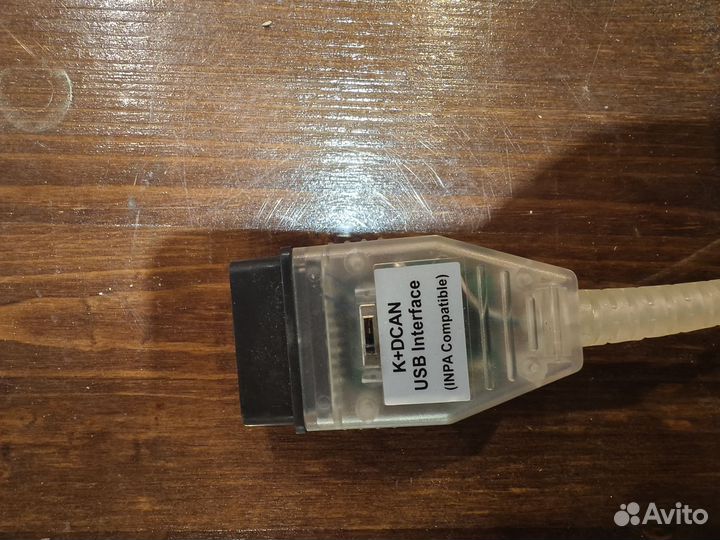 K+DCAN
USB Interface
(INPA Compatible)
Avito